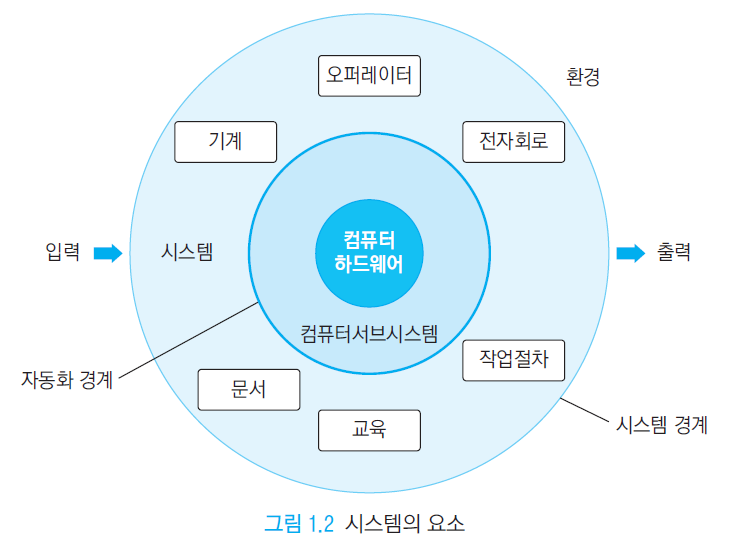 오퍼레이터
환경
기계
전자회로
컴퓨터
하드웨어
입력
시스템
출력
컴퓨터서브시스템
작업절차
자동화 경계
문서
교육
시스템 경계
그림 1.2 시스템의 요소